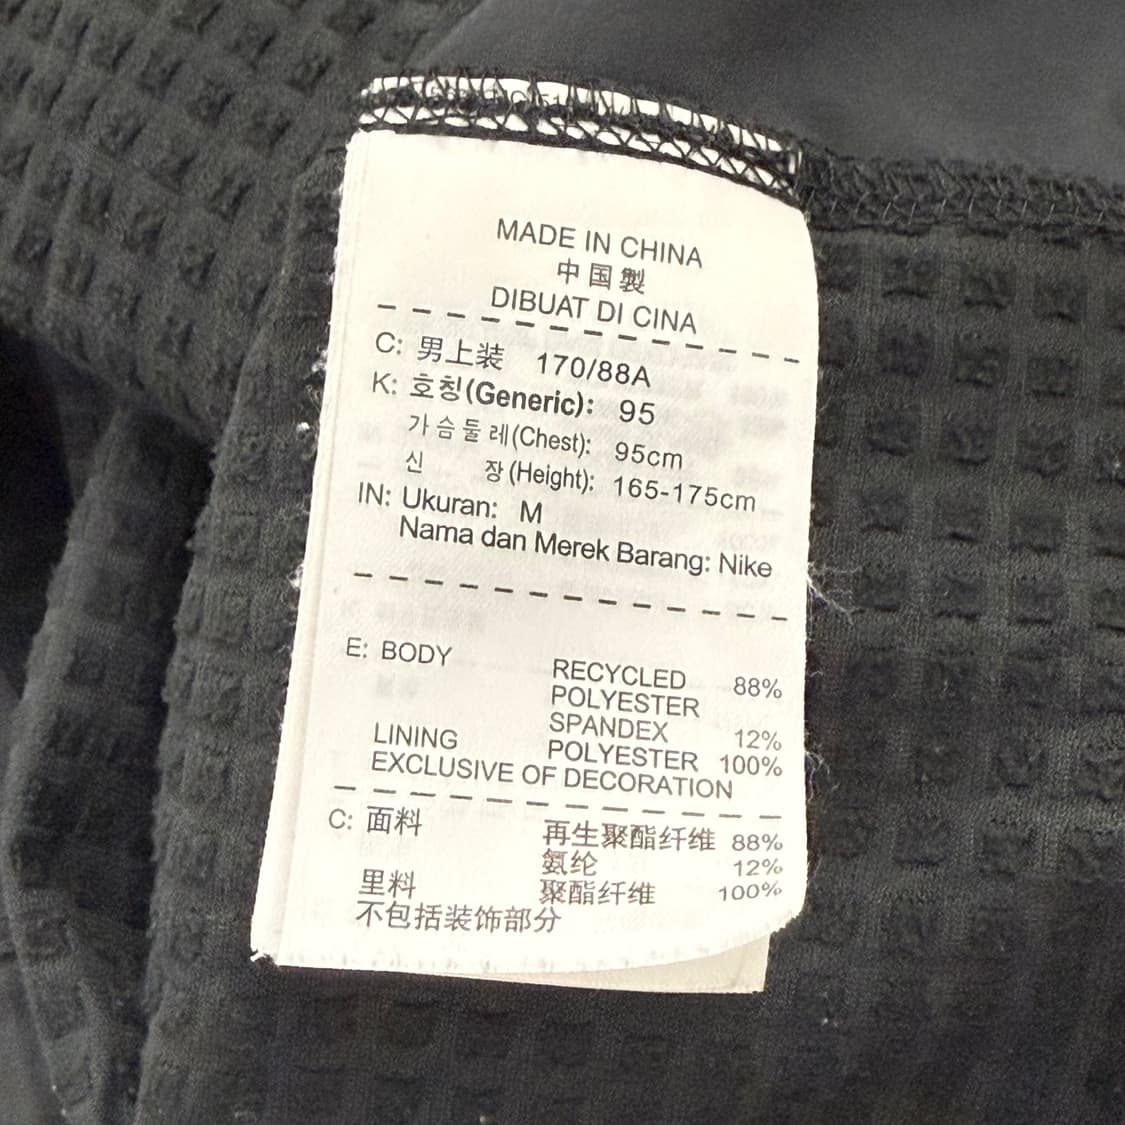 MADE IN CHINA
中国製
DIBUAT DI CINA
C: 男上装 170/88A
K: 호칭(Generic): 95
가슴둘레(Chest): 95cm
신 장(Height): 165-175cm
IN: Ukuran: M
Nama dan Merek Barang: Nike
E: BODY RECYCLED 88%
POLYESTER
SPANDEX 12%
LINING POLYESTER 100%
EXCLUSIVE OF DECORATION
C: 面料 再生聚酯纤维 88%
氨纶 12%
里料 聚酯纤维 100%
不包括装饰部分